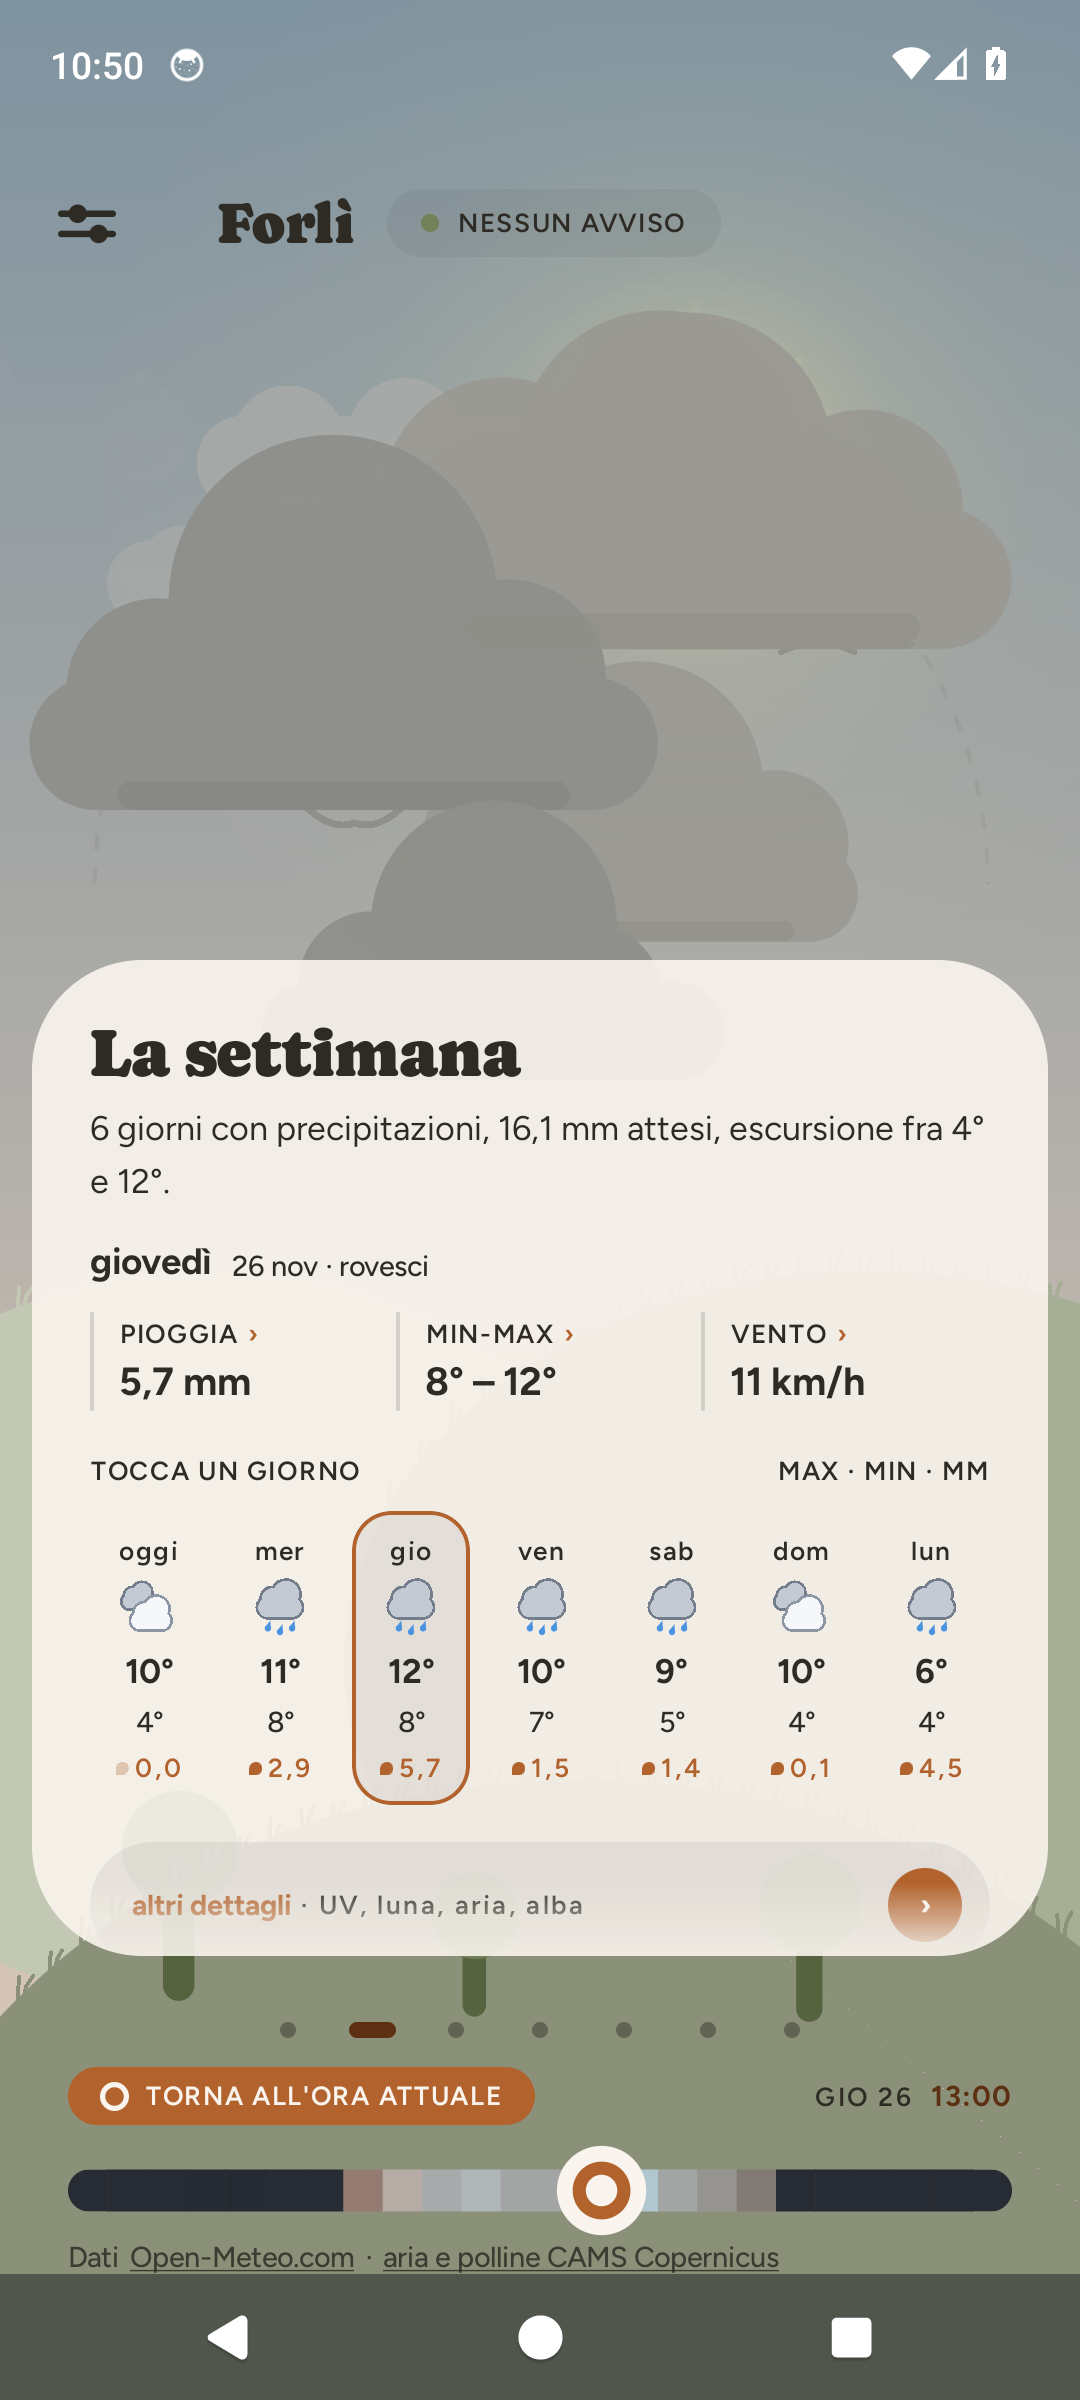 10:50
Forlì
NESSUN AVVISO
La settimana
6 giorni con precipitazioni, 16,1 mm attesi, escursione fra 4°
e 12°.
giovedì 26 nov · rovesci
PIOGGIA › MIN-MAX › VENTO ›
5,7 mm 8° – 12° 11 km/h
TOCCA UN GIORNO MAX · MIN · MM
oggi mer gio ven sab dom lun
10° 11° 12° 10° 9° 10° 6°
4° 8° 8° 7° 5° 4° 4°
0,0 2,9 5,7 1,5 1,4 0,1 4,5
altri dettagli · UV, luna, aria, alba ›
TORNA ALL'ORA ATTUALE GIO 26 13:00
Dati Open-Meteo.com · aria e polline CAMS Copernicus